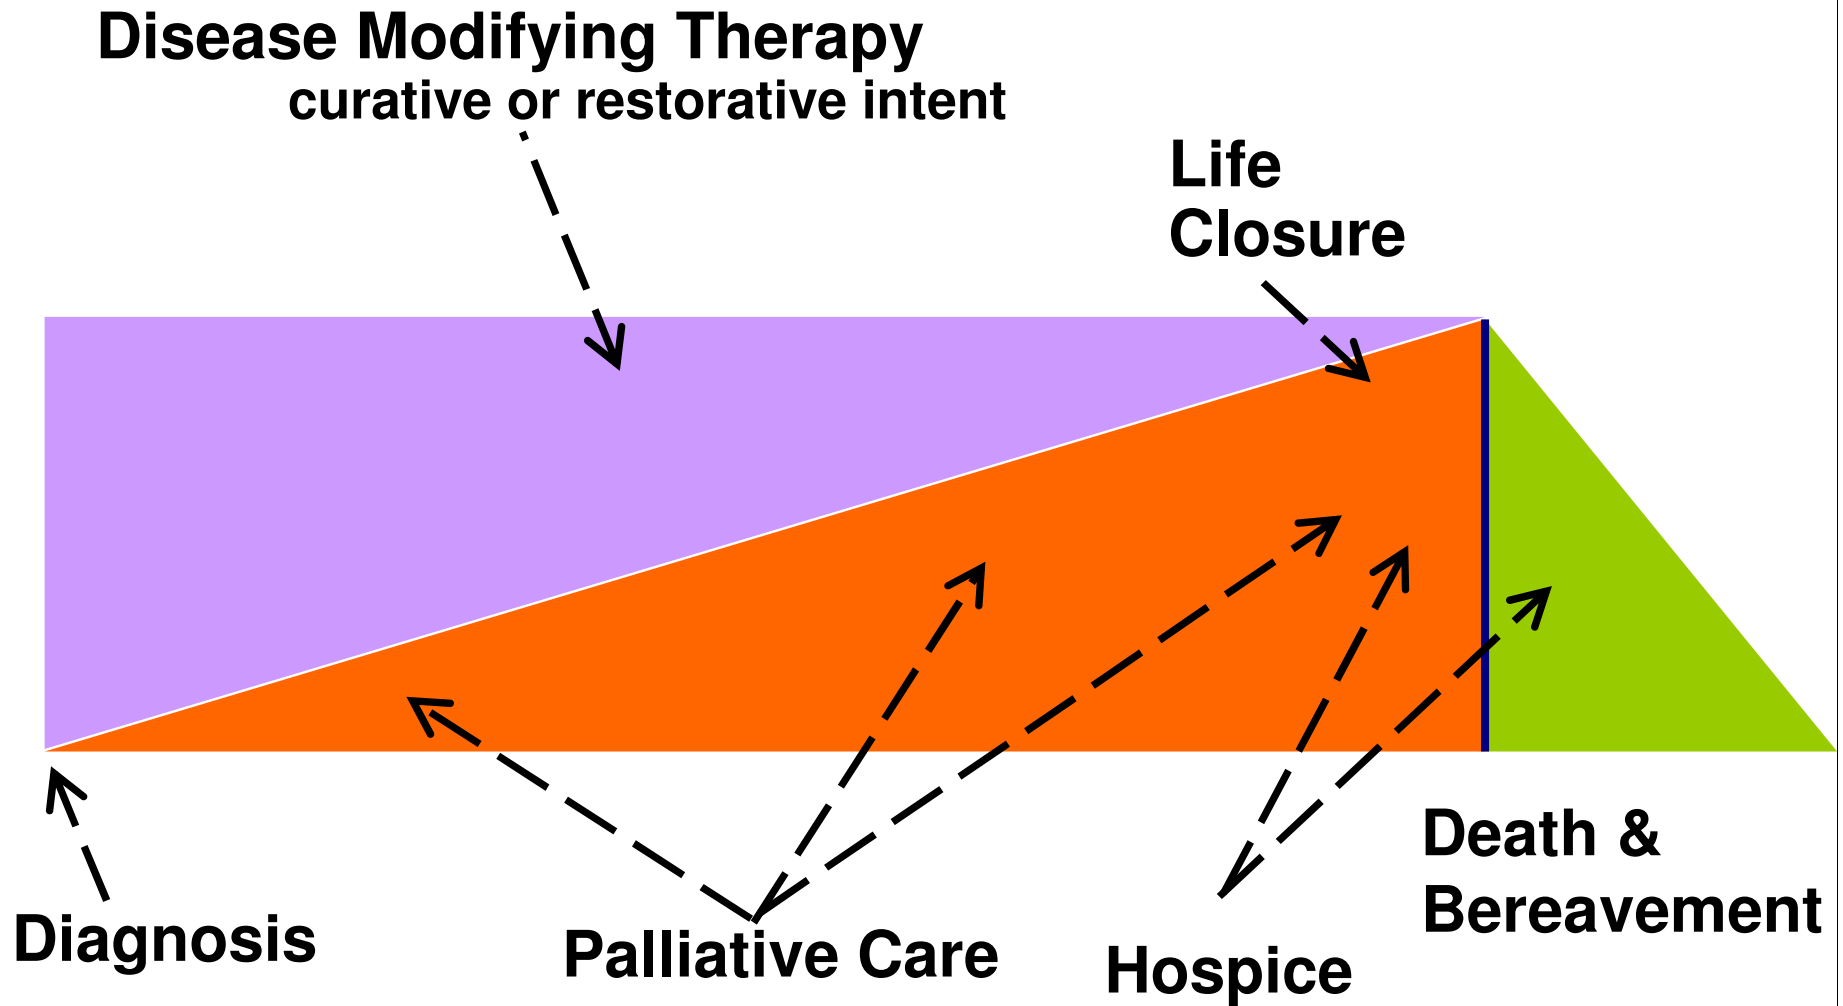 Disease Modifying Therapy
curative or restorative intent
Life
Closure
Diagnosis
Palliative Care
Hospice
Death &
Bereavement